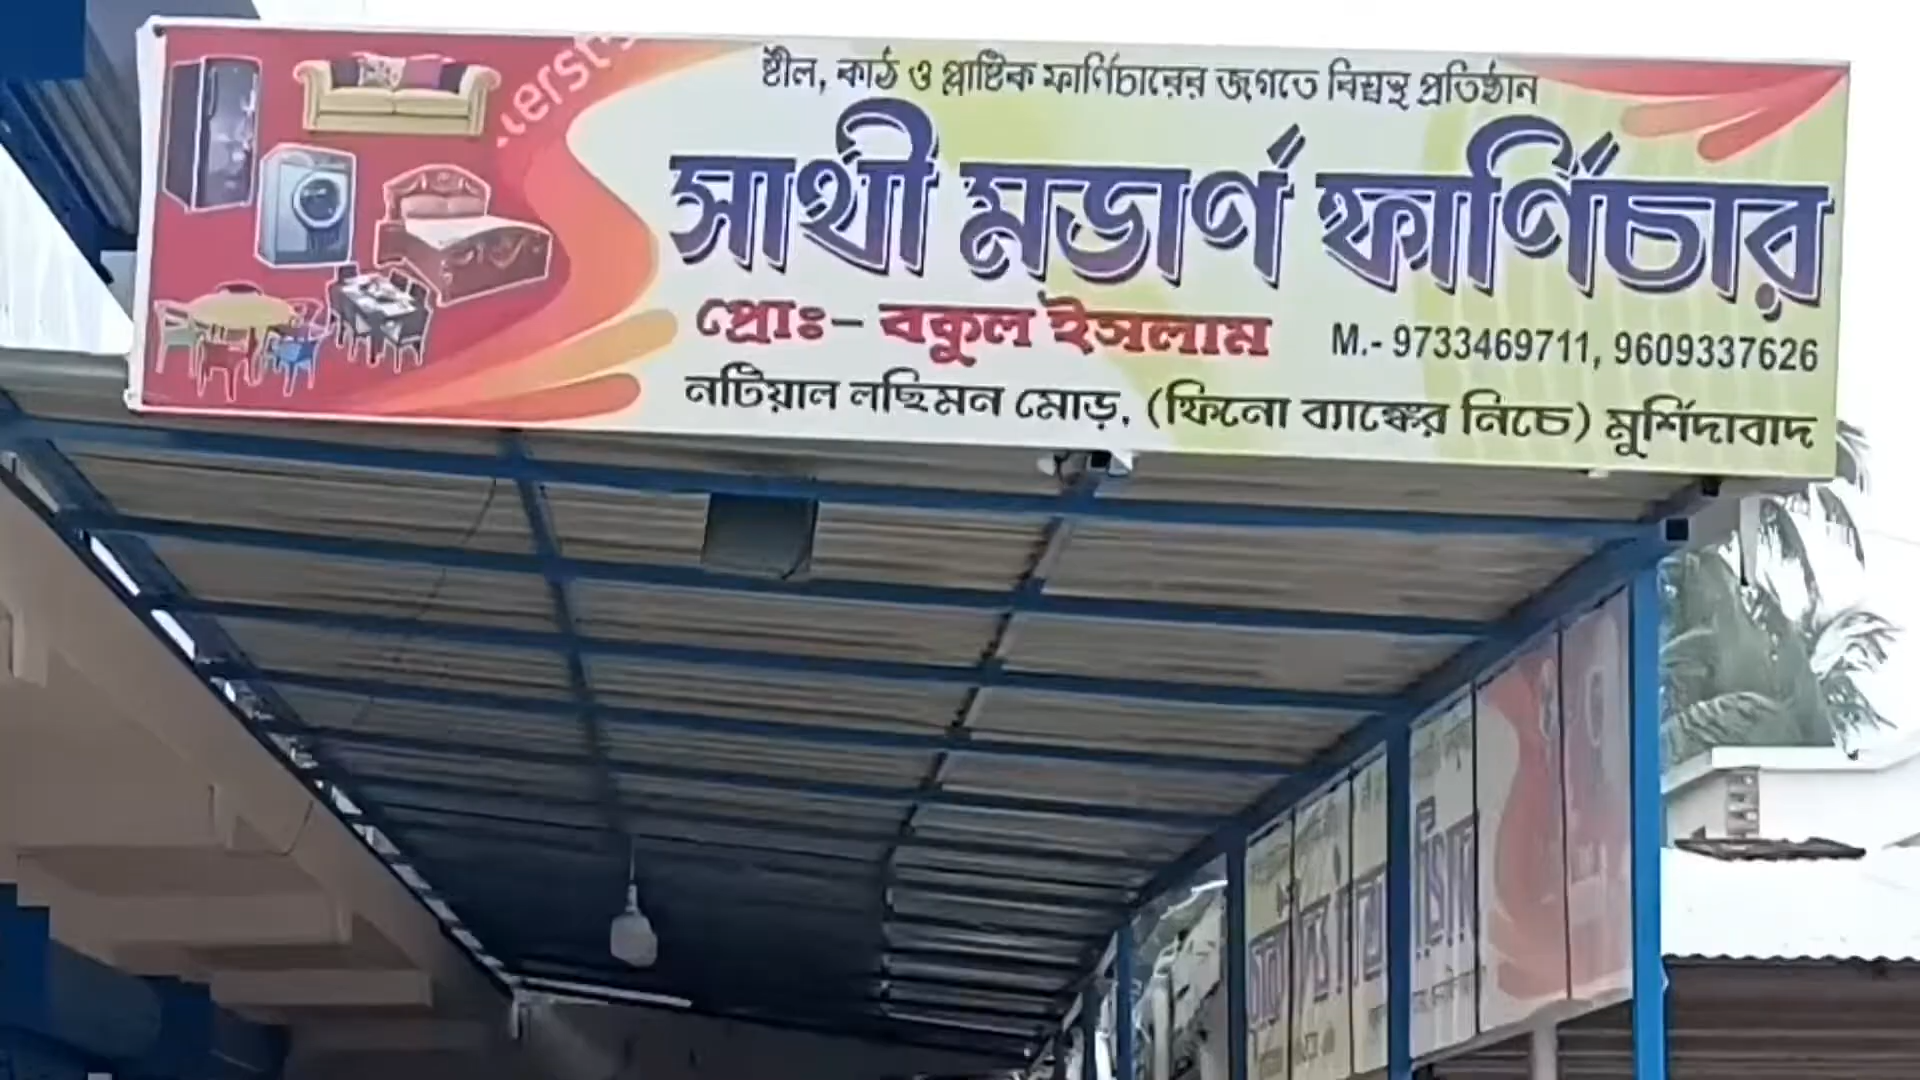 ষ্টীল, কাঠ ও প্লাষ্টিক ফার্ণিচারের জগতে বিশ্বস্থ প্রতিষ্ঠান
সাথী মডার্ণ ফার্ণিচার
প্রোঃ- বকুল ইসলাম M.- 9733469711, 9609337626
নটিয়াল লছিমন মোড়, (ফিনো ব্যাঙ্কের নিচে) মুর্শিদাবাদ